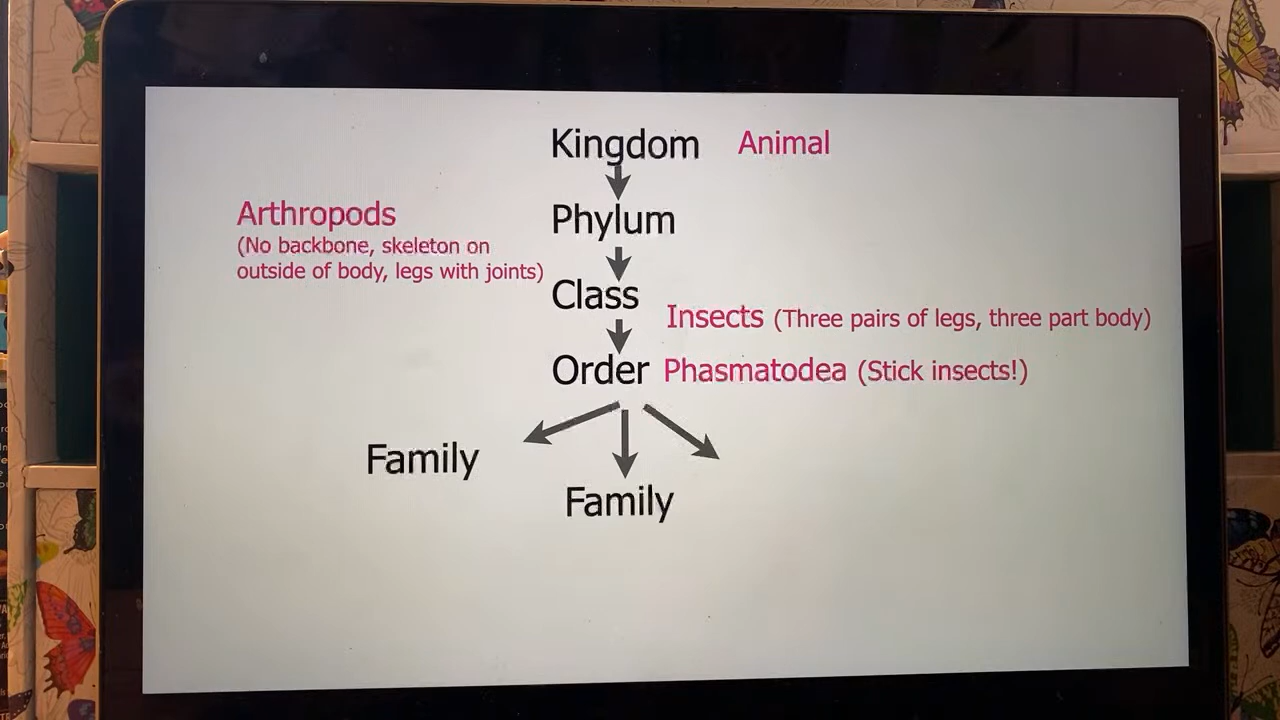 Kingdom Animal
Arthropods
Phylum
(No backbone, skeleton on
outside of body, legs with joints)
Class
Insects (Three pairs of legs, three part body)
Order Phasmatodea (Stick insects!)
Family
Family